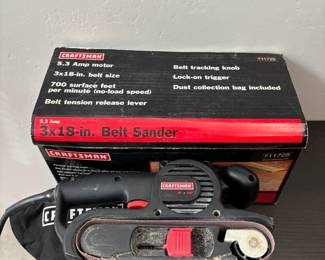 CRAFTSMAN
5.3 Amp motor
3x18-in. belt size
700 surface feet
per minute (no-load speed)
Belt tension release lever
Belt tracking knob
Lock-on trigger
Dust collection bag included
5.3 Amp
3x18-in. Belt Sander
CRAFTSMAN
CRAFTSMAN
CRAFTSMAN